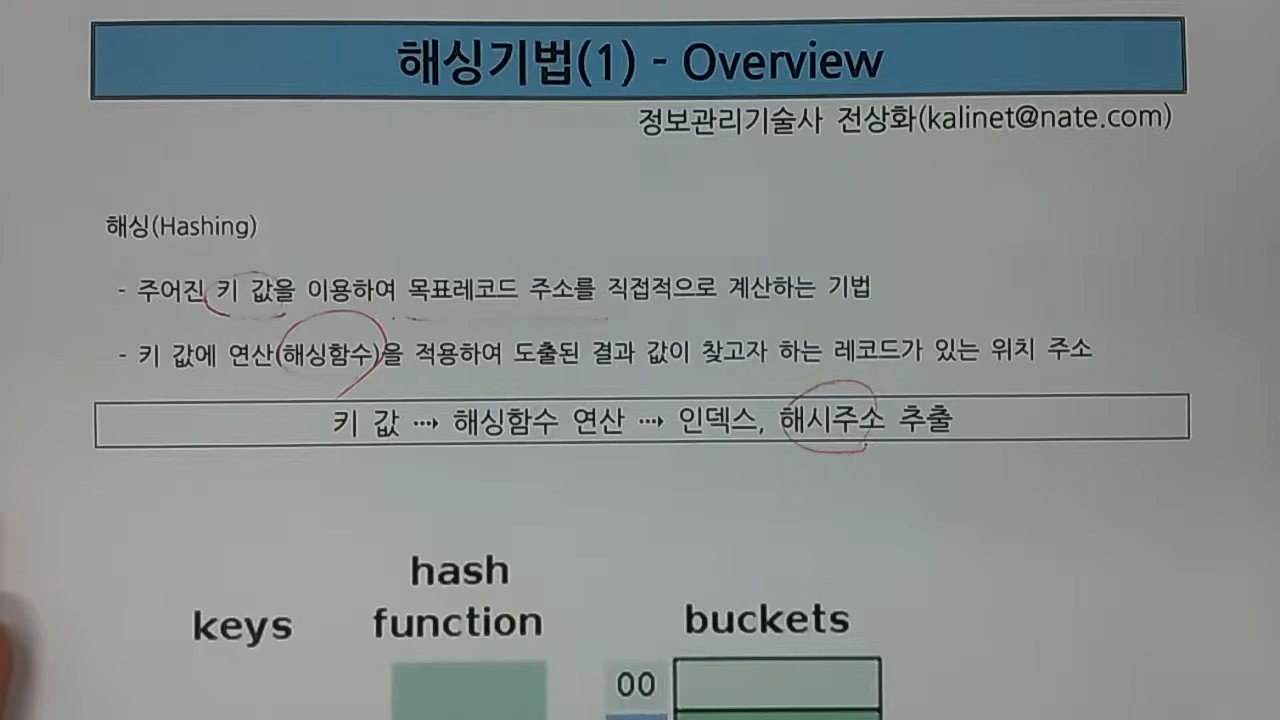 해싱기법(1) - Overview
정보관리기술사 전상화(kalinet@nate.com)
해싱(Hashing)
- 주어진 키 값을 이용하여 목표레코드 주소를 직접적으로 계산하는 기법
- 키 값에 연산(해싱함수)을 적용하여 도출된 결과 값이 찾고자 하는 레코드가 있는 위치 주소
키 값 ⋯→ 해싱함수 연산 ⋯→ 인덱스, 해시주소 추출
hash
keys function buckets
00